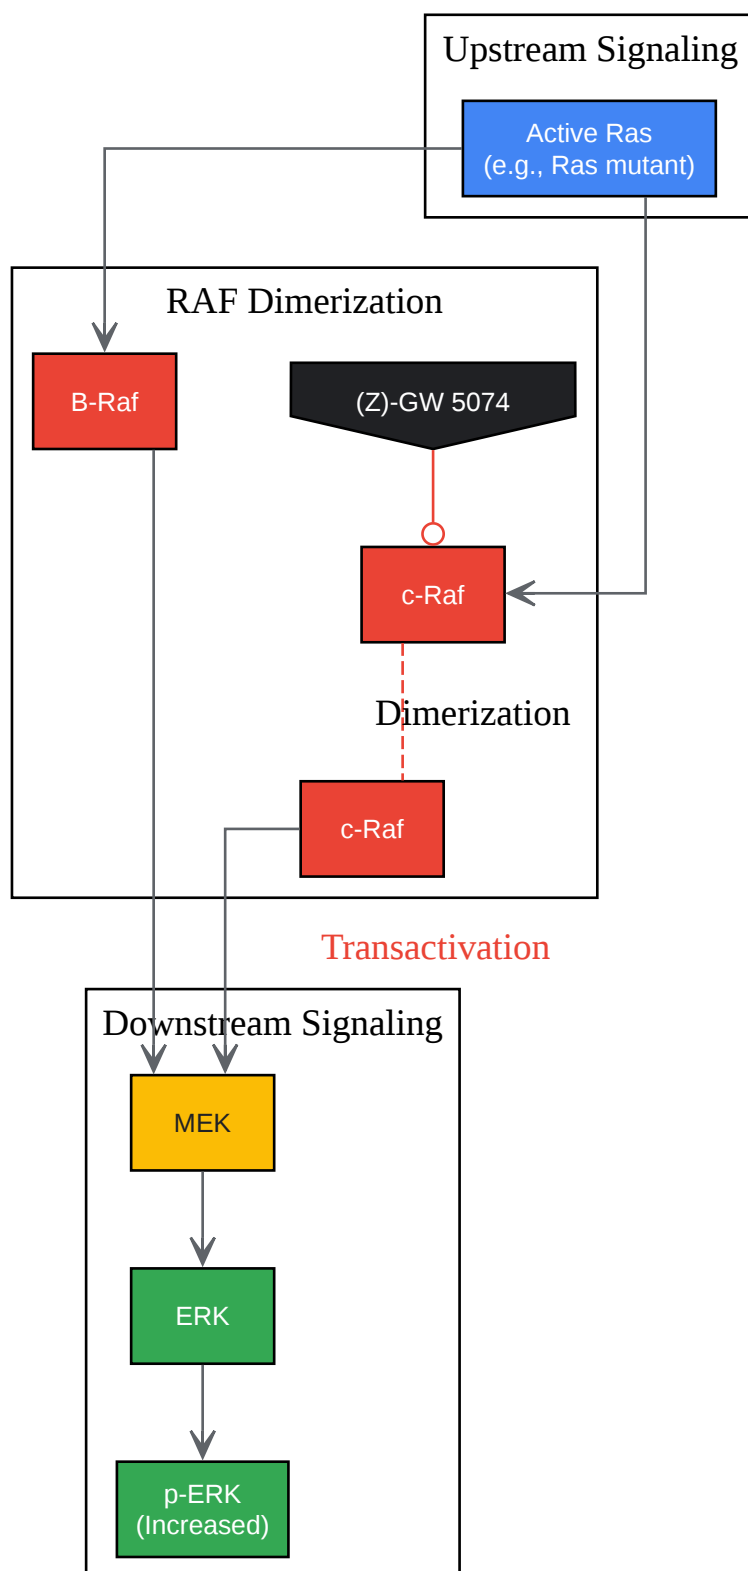 Upstream Signaling
Active Ras
(e.g., Ras mutant)
RAF Dimerization
B-Raf
(Z)-GW 5074
c-Raf
Dimerization
c-Raf
Transactivation
Downstream Signaling
MEK
ERK
p-ERK
(Increased)